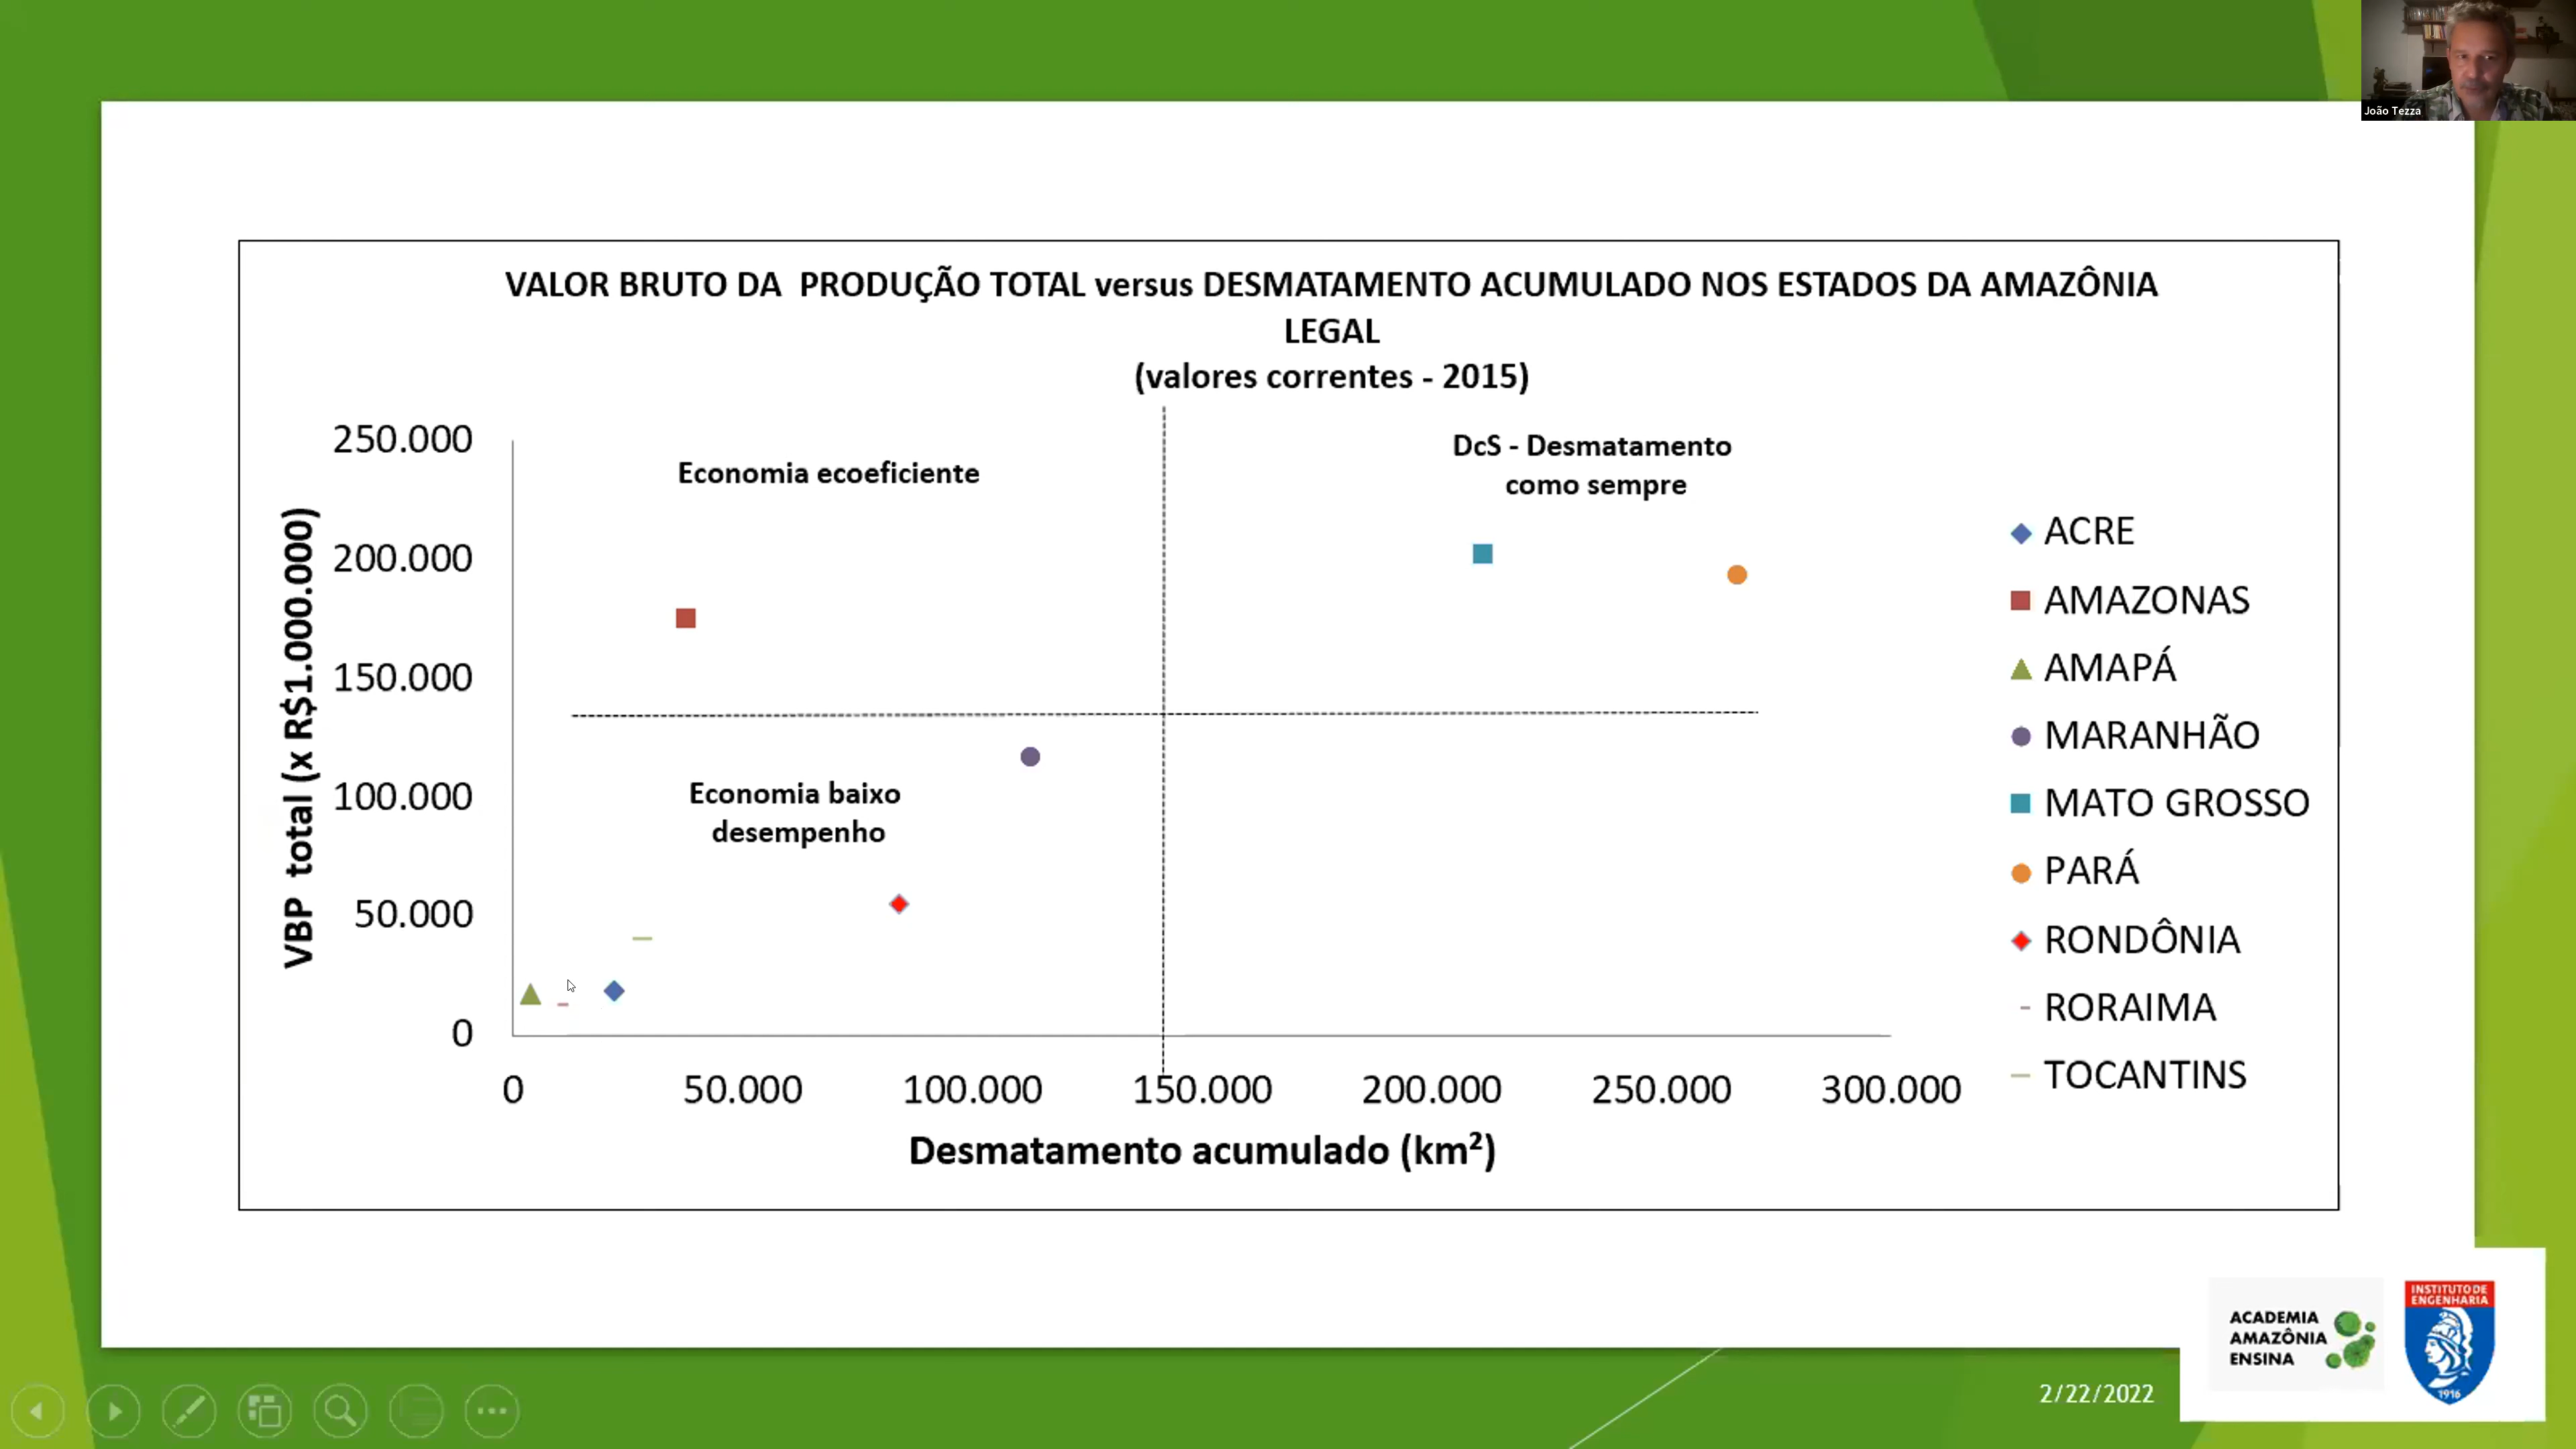 João Tezza
VALOR BRUTO DA PRODUÇÃO TOTAL versus DESMATAMENTO ACUMULADO NOS ESTADOS DA AMAZÔNIA
LEGAL
(valores correntes - 2015)
250.000
200.000
150.000
100.000
50.000
0
VBP total (x R$1.000.000)
Economia ecoeficiente
DcS - Desmatamento
como sempre
Economia baixo
desempenho
ACRE
AMAZONAS
AMAPÁ
MARANHÃO
MATO GROSSO
PARÁ
RONDÔNIA
RORAIMA
TOCANTINS
0 50.000 100.000 150.000 200.000 250.000 300.000
Desmatamento acumulado (km²)
ACADEMIA
AMAZÔNIA
ENSINA
INSTITUTO DE
ENGENHARIA
1916
2/22/2022